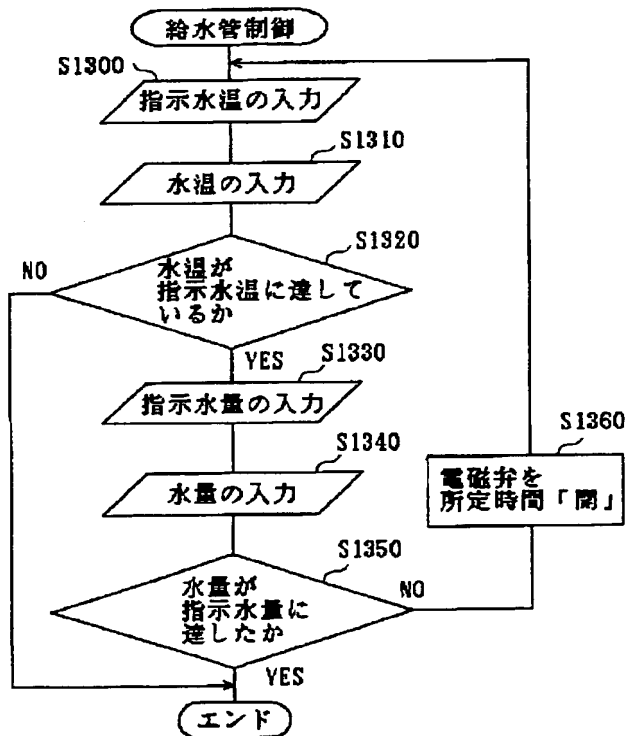 給水管制御
S1300
指示水温の入力
S1310
水温の入力
S1320
水温が
指示水温に達して
いるか
NO
YES
S1330
指示水量の入力
S1340
水量の入力
S1350
水量が
指示水量に
達したか
NO
YES
S1360
電磁弁を
所定時間「開」
エンド